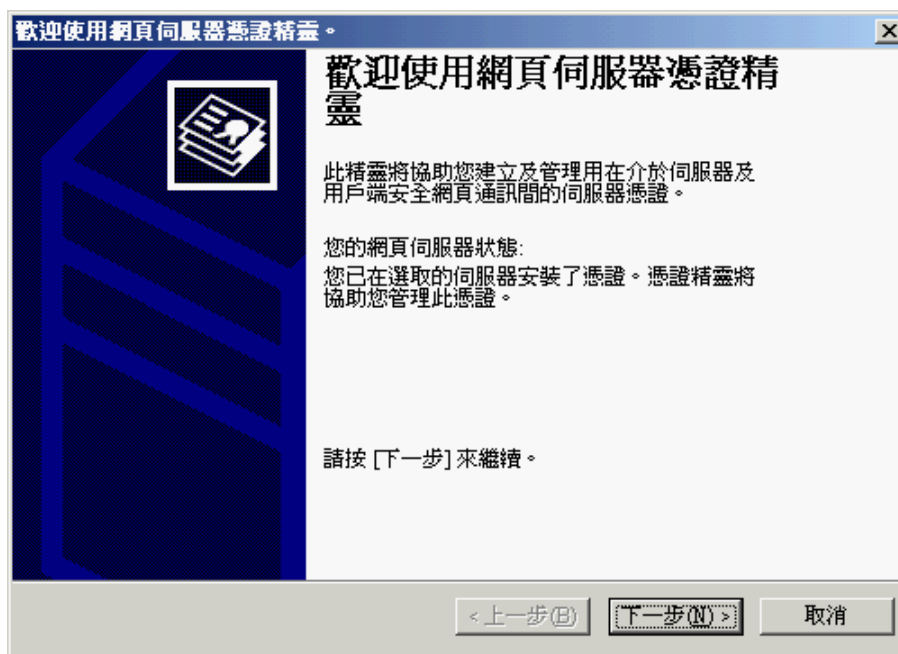 歡迎使用網頁伺服器憑證精靈。
歡迎使用網頁伺服器憑證精
靈
此精靈將協助您建立及管理用在介於伺服器及
用戶端安全網頁通訊間的伺服器憑證。
您的網頁伺服器狀態:
您已在選取的伺服器安裝了憑證。憑證精靈將
協助您管理此憑證。
請按 [下一步] 來繼續。
<上一步(B) 下一步(N) > 取消